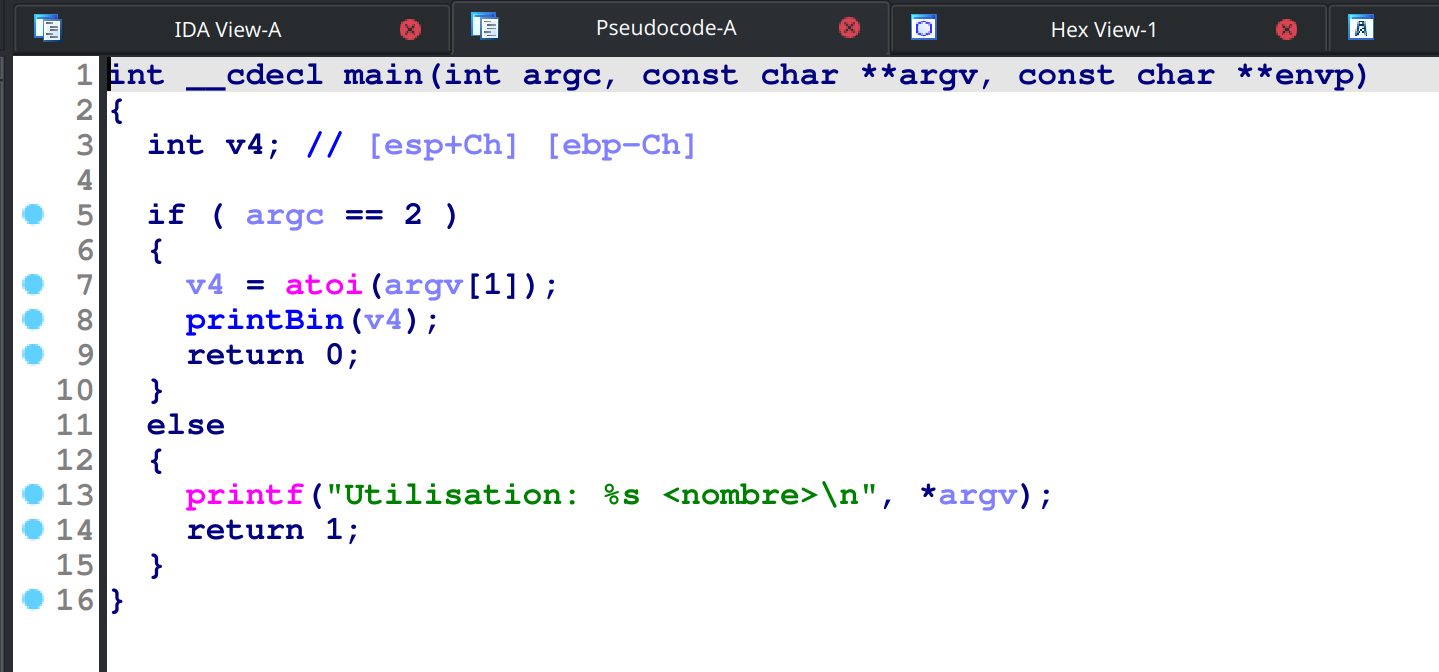 IDA View-A Pseudocode-A Hex View-1
1 int __cdecl main(int argc, const char **argv, const char **envp)
2 {
3   int v4; // [esp+Ch] [ebp-Ch]
4
5   if ( argc == 2 )
6   {
7     v4 = atoi(argv[1]);
8     printBin(v4);
9     return 0;
10   }
11   else
12   {
13     printf("Utilisation: %s <nombre>\n", *argv);
14     return 1;
15   }
16 }